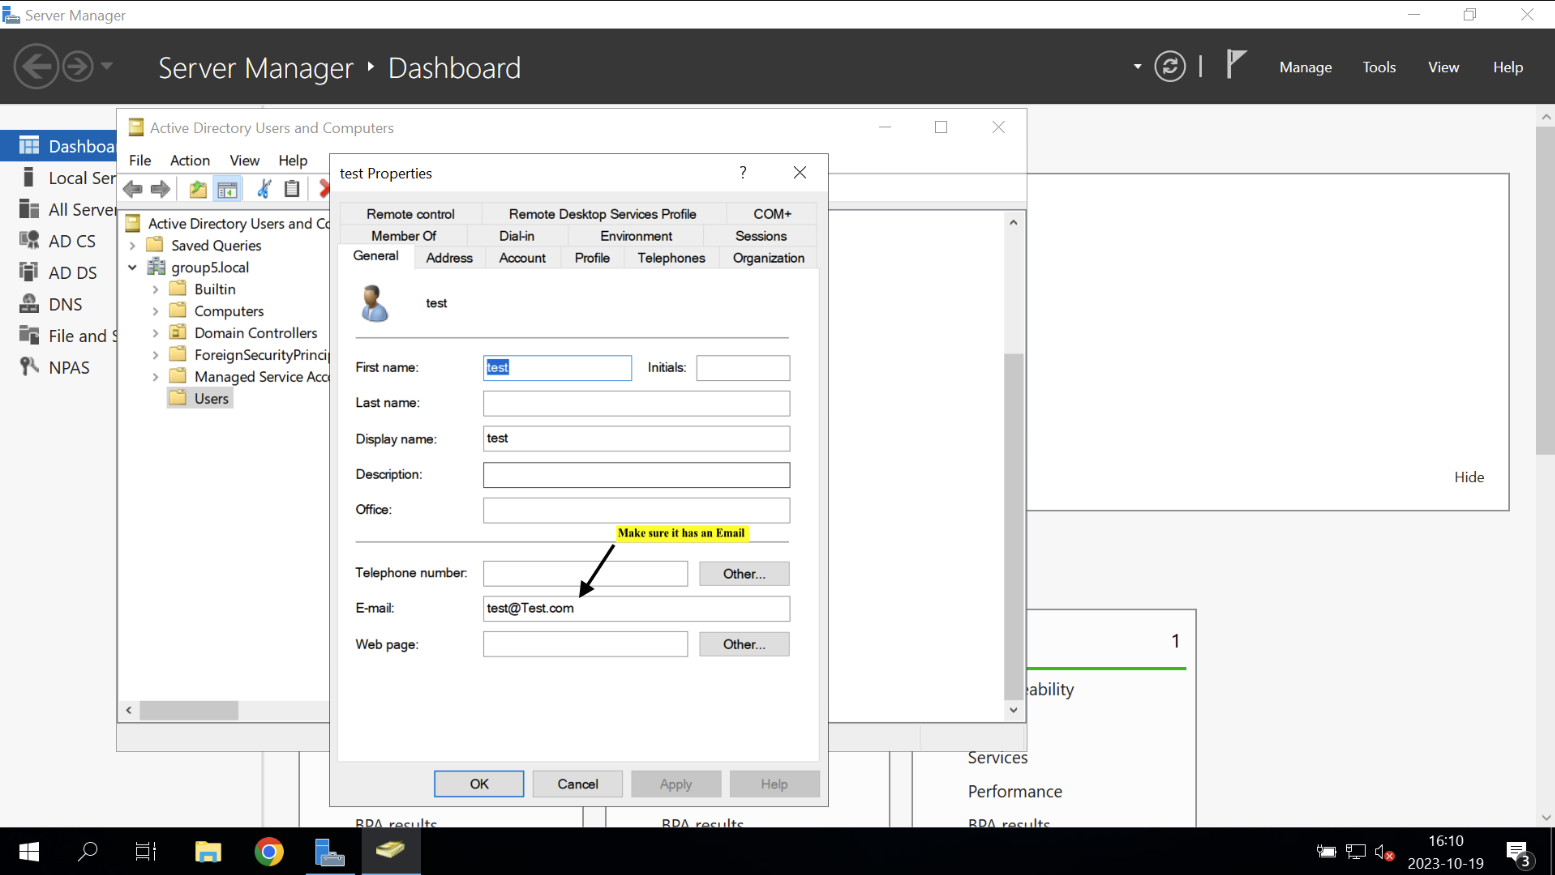 Server Manager
Server Manager ‣ Dashboard
Manage Tools View Help
Dashboa
Local Ser
All Server
AD CS
AD DS
DNS
File and S
NPAS
Active Directory Users and Computers
File Action View Help
Active Directory Users and Co
Saved Queries
group5.local
Builtin
Computers
Domain Controllers
ForeignSecurityPrincip
Managed Service Acco
Users
test Properties
?
Remote control Remote Desktop Services Profile COM+
Member Of Dial-in Environment Sessions
General Address Account Profile Telephones Organization
test
First name: test Initials:
Last name:
Display name: test
Description:
Office:
Make sure it has an Email
Telephone number: Other...
E-mail: test@Test.com
Web page: Other...
OK Cancel Apply Help
Hide
1
eability
Services
Performance
BPA results BPA results BPA results
16:10
2023-10-19
3